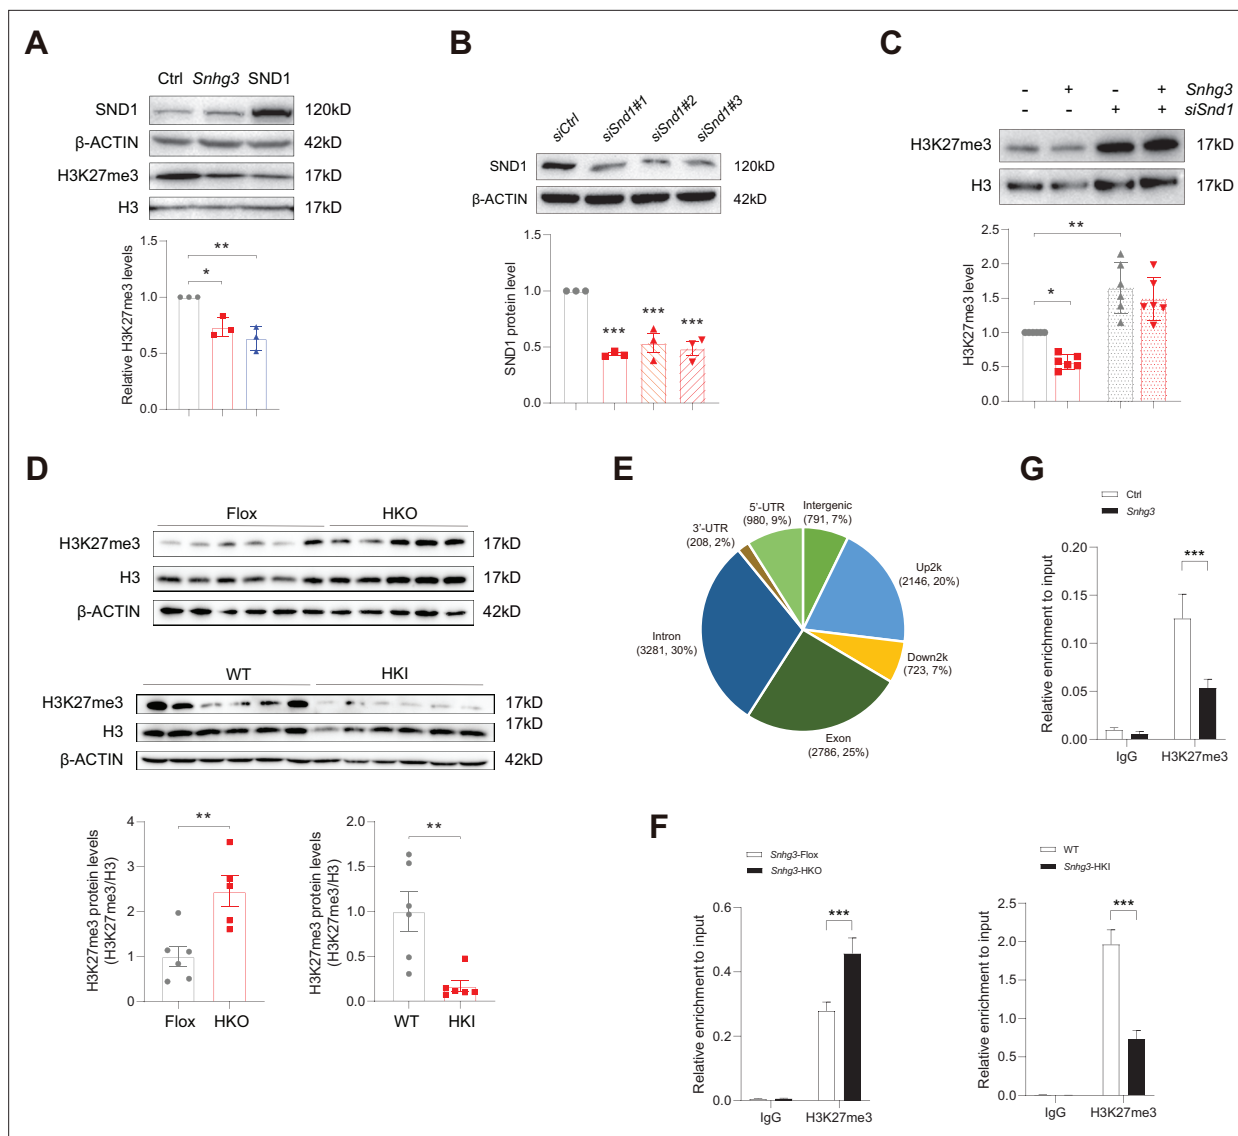 A
Ctrl Snhg3 SND1
SND1 120kD
β-ACTIN 42kD
H3K27me3 17kD
H3 17kD
Relative H3K27me3 levels
1.5
1.0
0.5
0.0
**
*
B
siCtrl siSnd1#1 siSnd1#2 siSnd1#3
SND1 120kD
β-ACTIN 42kD
SND1 protein level
1.5
1.0
0.5
0.0
*** *** ***
C
- + - + Snhg3
- - + + siSnd1
H3K27me3 17kD
H3 17kD
H3K27me3 level
2.5
2.0
1.5
1.0
0.5
0.0
**
*
D
Flox HKO
H3K27me3 17kD
H3 17kD
β-ACTIN 42kD
WT HKI
H3K27me3 17kD
H3 17kD
β-ACTIN 42kD
H3K27me3 protein levels
(H3K27me3/H3)
4
3
2
1
0
**
Flox HKO
H3K27me3 protein levels
(H3K27me3/H3)
2.0
1.5
1.0
0.5
0.0
**
WT HKI
E
5'-UTR
(980, 9%)
Intergenic
(791, 7%)
3'-UTR
(208, 2%)
Up2k
(2146, 20%)
Intron
(3281, 30%)
Down2k
(723, 7%)
Exon
(2786, 25%)
G
Ctrl
Snhg3
Relative enrichment to input
0.20
0.15
0.10
0.05
0.00
***
IgG H3K27me3
F
Snhg3-Flox
Snhg3-HKO
Relative enrichment to input
0.6
0.4
0.2
0.0
***
IgG H3K27me3
WT
Snhg3-HKI
Relative enrichment to input
2.5
2.0
1.5
1.0
0.5
0.0
***
IgG H3K27me3